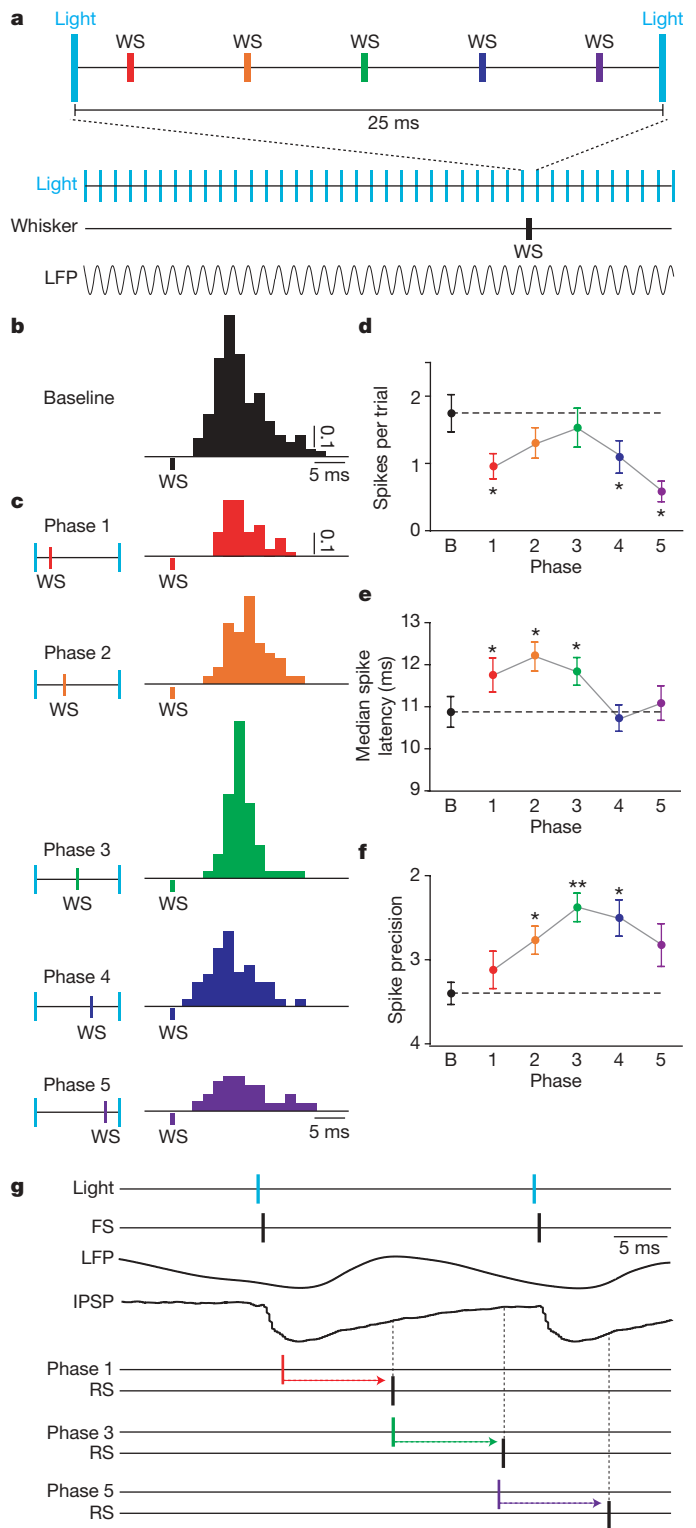 a
Light Light
WS WS WS WS WS
25 ms
Light
Whisker
WS
LFP
b
Baseline
0.1
5 ms
WS
c
Phase 1
WS
0.1
WS
Phase 2
WS
WS
Phase 3
WS
WS
Phase 4
WS
WS
Phase 5
WS
WS
5 ms
d
Spikes per trial
2
1
0
* * *
B 1 2 3 4 5
Phase
e
Median spike
latency (ms)
13
12
11
9
* * *
B 1 2 3 4 5
Phase
f
Spike precision
2
3
4
* ** *
B 1 2 3 4 5
Phase
g
Light
FS
5 ms
LFP
IPSP
Phase 1
RS
Phase 3
RS
Phase 5
RS